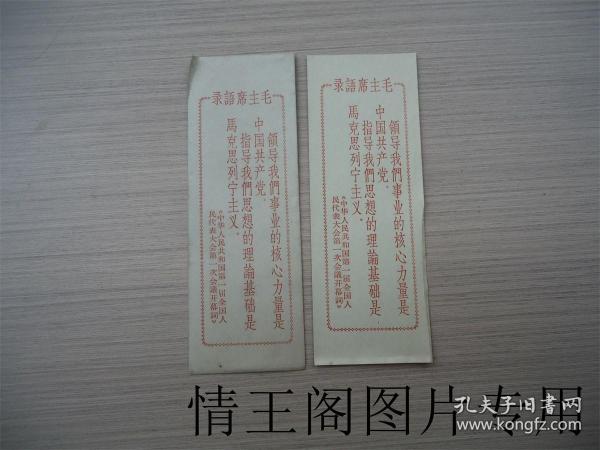 毛主席語录
領导我們事业的核心力量是
中国共产党．
指导我們思想的理論基础是
馬克思列宁主义．
《中华人民共和国第一届全国人
民代表大会第一次会議开幕詞》
毛主席語录
領导我們事业的核心力量是
中国共产党．
指导我們思想的理論基础是
馬克思列宁主义．
《中华人民共和国第一届全国人
民代表大会第一次会議开幕詞》
情王阁图片专用
孔夫子旧书网
www.kongfz.com